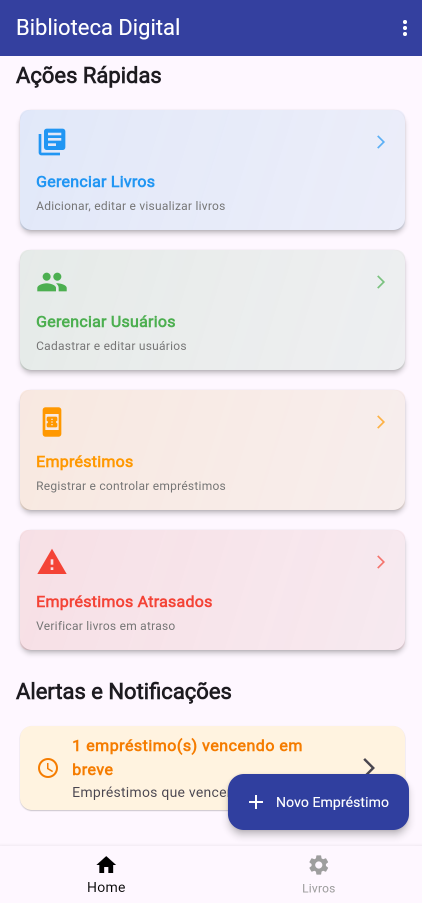 Biblioteca Digital
Ações Rápidas
Gerenciar Livros
Adicionar, editar e visualizar livros
Gerenciar Usuários
Cadastrar e editar usuários
Empréstimos
Registrar e controlar empréstimos
Empréstimos Atrasados
Verificar livros em atraso
Alertas e Notificações
1 empréstimo(s) vencendo em
breve
Empréstimos que vence
Novo Empréstimo
Home
Livros